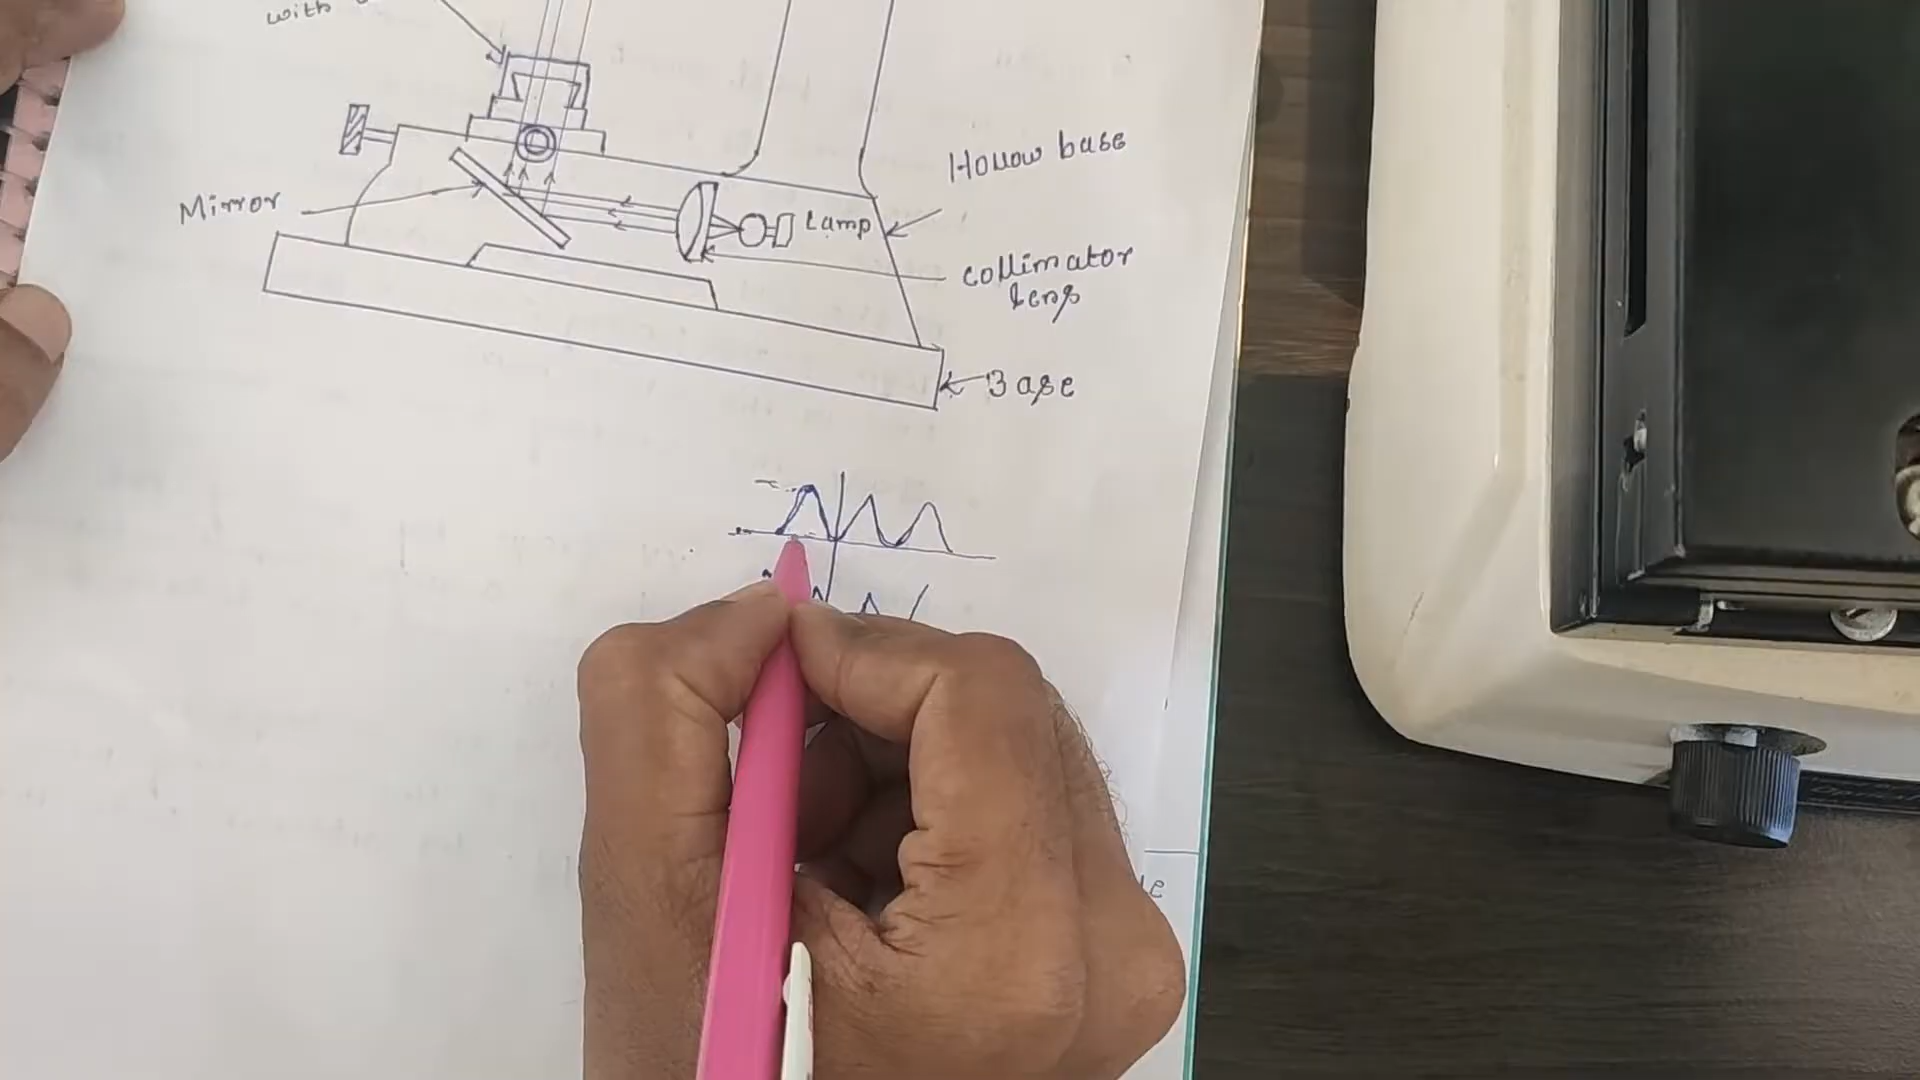 with
Hollow base
Mirror
Lamp
collimator
lens
Base